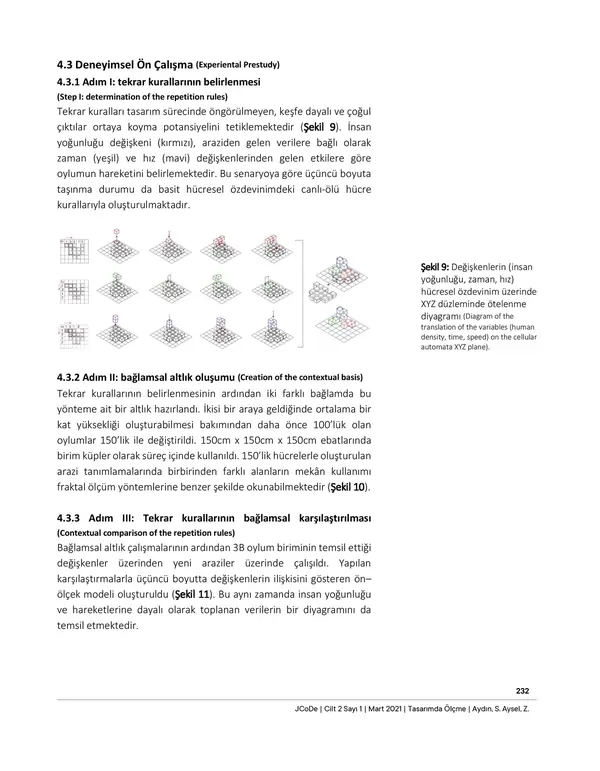 4.3 Deneyimsel Ön Çalışma (Experiental Prestudy)
4.3.1 Adım I: tekrar kurallarının belirlenmesi
(Step I: determination of the repetition rules)
Tekrar kuralları tasarım sürecinde öngörülmeyen, keşfe dayalı ve çoğul
çıktılar ortaya koyma potansiyelini tetiklemektedir (Şekil 9). İnsan
yoğunluğu değişkeni (kırmızı), araziden gelen verilere bağlı olarak
zaman (yeşil) ve hız (mavi) değişkenlerinden gelen etkilere göre
oylumun hareketini belirlemektedir. Bu senaryoya göre üçüncü boyuta
taşınma durumu da basit hücresel özdevinimdeki canlı-ölü hücre
kurallarıyla oluşturulmaktadır.
Şekil 9: Değişkenlerin (insan
yoğunluğu, zaman, hız)
hücresel özdevinim üzerinde
XYZ düzleminde ötelenme
diyagramı (Diagram of the
translation of the variables (human
density, time, speed) on the cellular
automata XYZ plane).
4.3.2 Adım II: bağlamsal altlık oluşumu (Creation of the contextual basis)
Tekrar kurallarının belirlenmesinin ardından iki farklı bağlamda bu
yönteme ait bir altlık hazırlandı. İkisi bir araya geldiğinde ortalama bir
kat yüksekliği oluşturabilmesi bakımından daha önce 100'lük olan
oylumlar 150'lik ile değiştirildi. 150cm x 150cm x 150cm ebatlarında
birim küpler olarak süreç içinde kullanıldı. 150'lik hücrelerle oluşturulan
arazi tanımlamalarında birbirinden farklı alanların mekân kullanımı
fraktal ölçüm yöntemlerine benzer şekilde okunabilmektedir (Şekil 10).
4.3.3 Adım III: Tekrar kurallarının bağlamsal karşılaştırılması
(Contextual comparison of the repetition rules)
Bağlamsal altlık çalışmalarının ardından 3B oylum biriminin temsil ettiği
değişkenler üzerinden yeni araziler üzerinde çalışıldı. Yapılan
karşılaştırmalarla üçüncü boyutta değişkenlerin ilişkisini gösteren ön–
ölçek modeli oluşturuldu (Şekil 11). Bu aynı zamanda insan yoğunluğu
ve hareketlerine dayalı olarak toplanan verilerin bir diyagramını da
temsil etmektedir.
232
JCoDe | Cilt 2 Sayı 1 | Mart 2021 | Tasarımda Ölçme | Aydın, S. Aysel, Z.